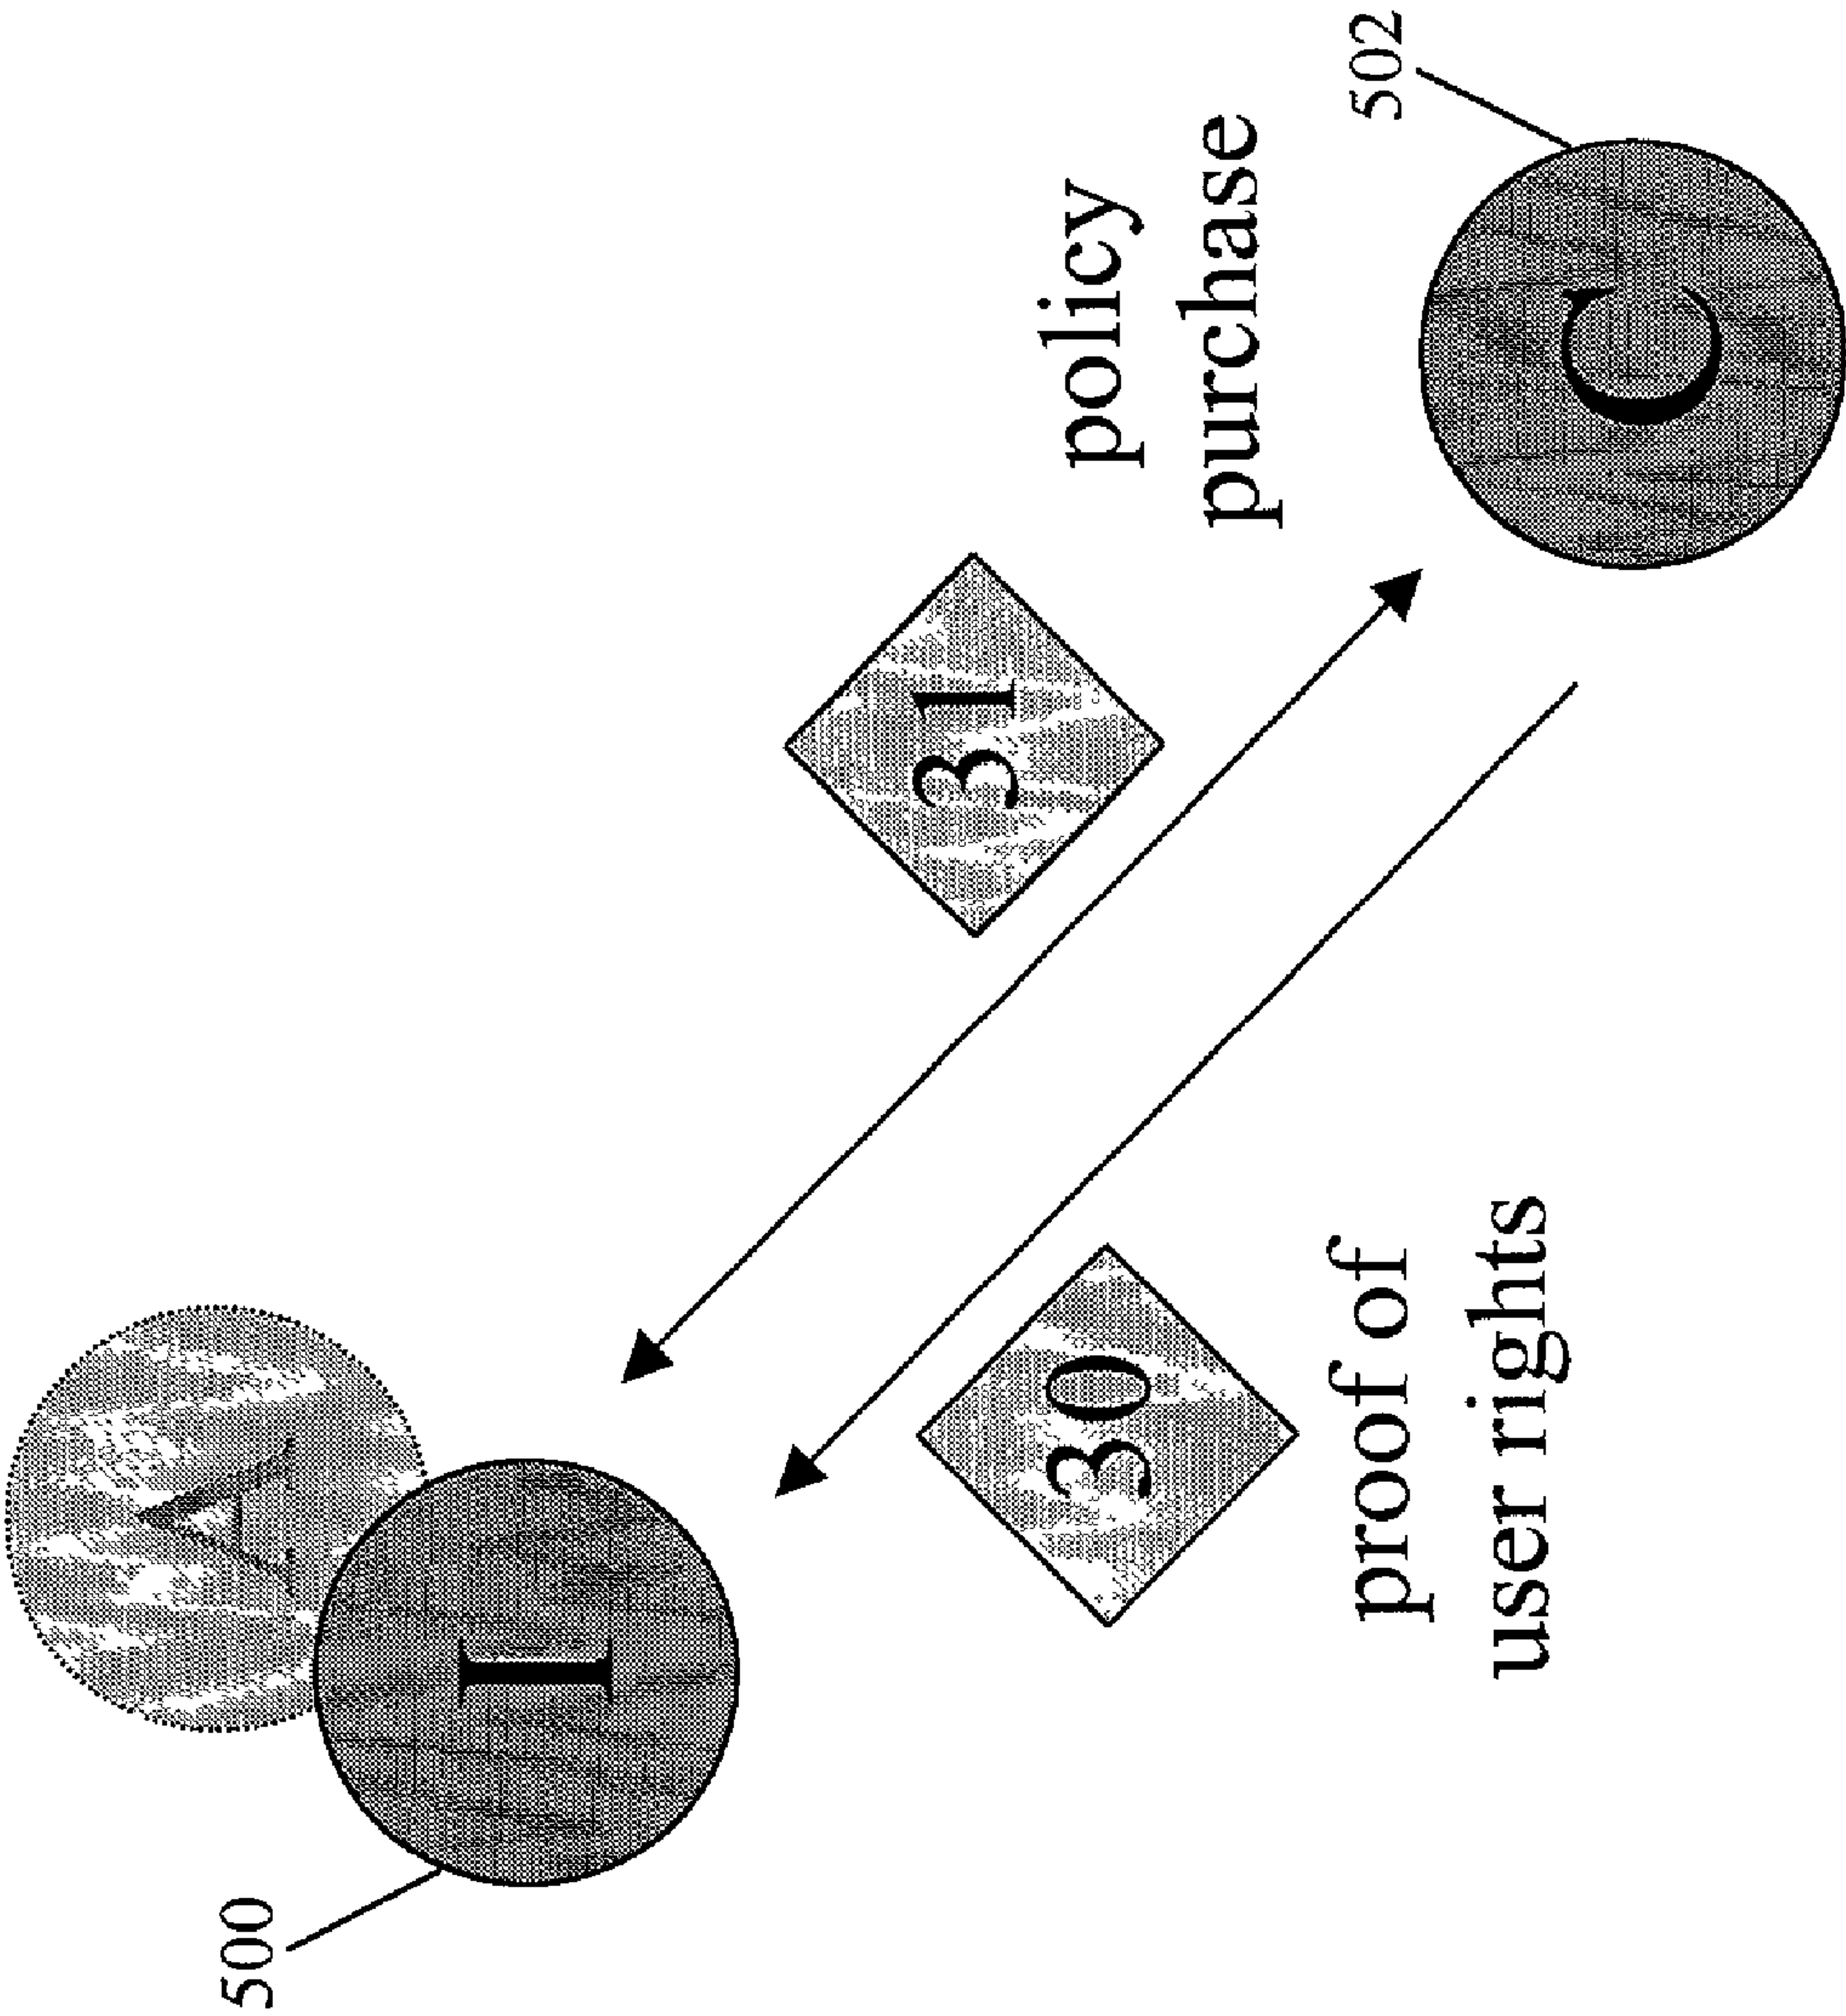 500
A
I
31
policy
purchase
30
proof of
user rights
502
C